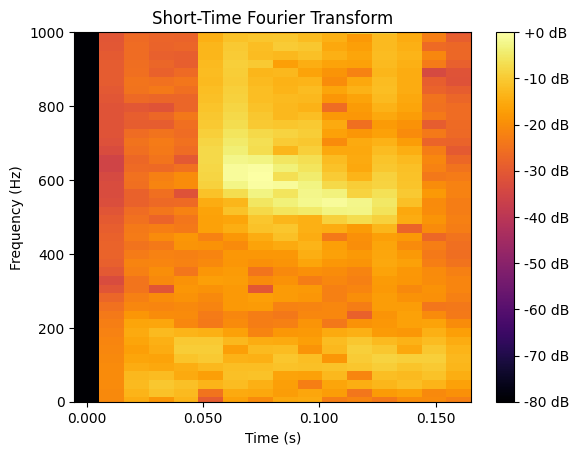 Short-Time Fourier Transform
1000
800
600
400
200
0
Frequency (Hz)
0.000
0.050
0.100
0.150
Time (s)
+0 dB
-10 dB
-20 dB
-30 dB
-40 dB
-50 dB
-60 dB
-70 dB
-80 dB